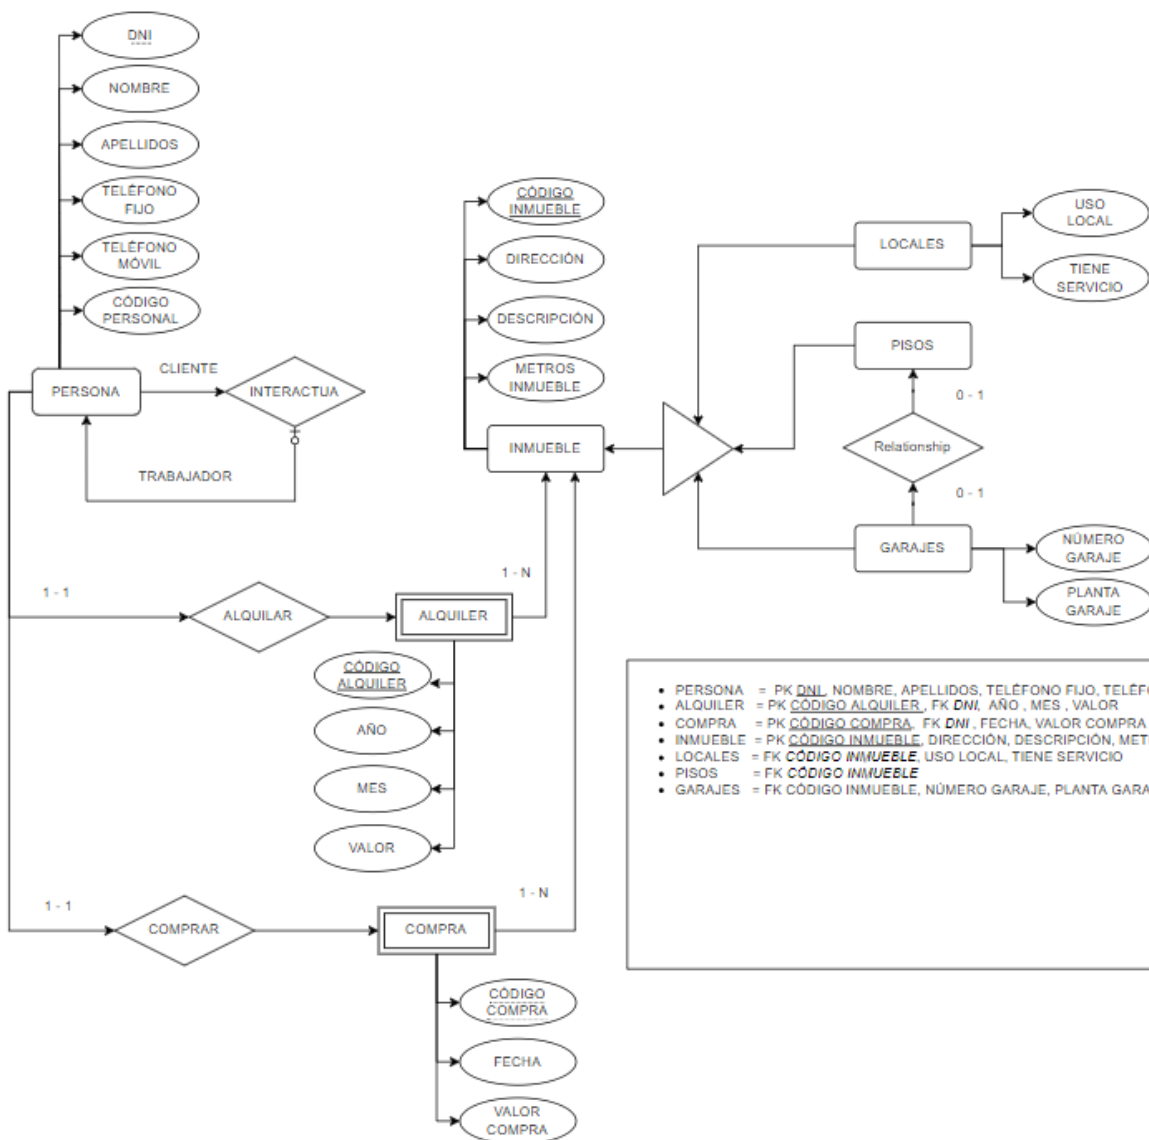 DNI
NOMBRE
APELLIDOS
TELÉFONO
FIJO
TELÉFONO
MÓVIL
CÓDIGO
PERSONAL
PERSONA
CLIENTE
INTERACTUA
TRABAJADOR
CÓDIGO
INMUEBLE
DIRECCIÓN
DESCRIPCIÓN
METROS
INMUEBLE
INMUEBLE
LOCALES
USO
LOCAL
TIENE
SERVICIO
PISOS
0 - 1
Relationship
0 - 1
GARAJES
NÚMERO
GARAJE
PLANTA
GARAJE
1 - 1
ALQUILAR
ALQUILER
1 - N
CÓDIGO
ALQUILER
AÑO
MES
VALOR
1 - 1
COMPRAR
COMPRA
1 - N
CÓDIGO
COMPRA
FECHA
VALOR
COMPRA
• PERSONA = PK DNI, NOMBRE, APELLIDOS, TELÉFONO FIJO, TELÉFO
• ALQUILER = PK CÓDIGO ALQUILER, FK DNI, AÑO , MES , VALOR
• COMPRA = PK CÓDIGO COMPRA, FK DNI , FECHA, VALOR COMPRA
• INMUEBLE = PK CÓDIGO INMUEBLE, DIRECCIÓN, DESCRIPCIÓN, MET
• LOCALES = FK CÓDIGO INMUEBLE, USO LOCAL, TIENE SERVICIO
• PISOS = FK CÓDIGO INMUEBLE
• GARAJES = FK CÓDIGO INMUEBLE, NÚMERO GARAJE, PLANTA GARA